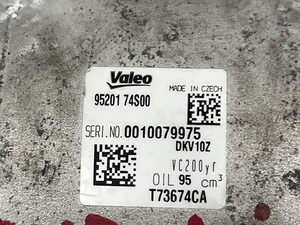 Valeo
MADE IN CZECH
95201 74S00
SERI.NO.0010079975
DKV10Z
VC200yf
OIL 95 cm³
T73674CA